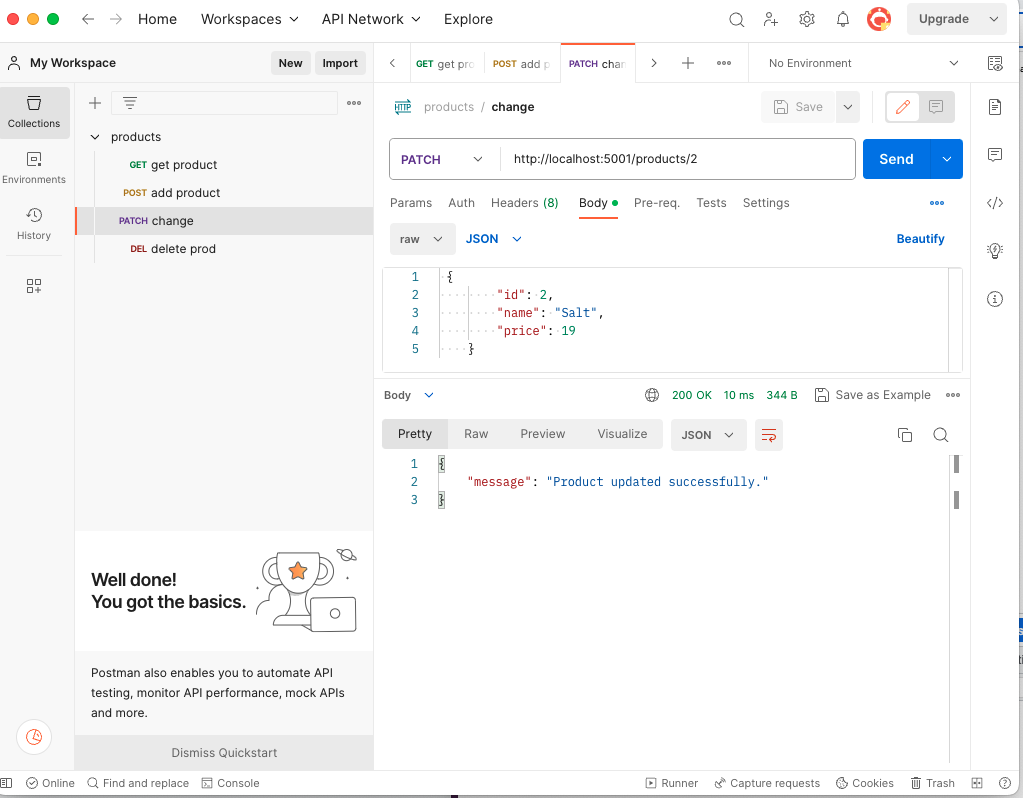 Home Workspaces API Network Explore Upgrade
My Workspace New Import
GET get pro POST add p PATCH chan No Environment
Collections
Environments
History
products
GET get product
POST add product
PATCH change
DEL delete prod
HTTP products / change Save
PATCH http://localhost:5001/products/2 Send
Params Auth Headers (8) Body Pre-req. Tests Settings
raw JSON Beautify
1 {
2 "id": 2,
3 "name": "Salt",
4 "price": 19
5 }
Body 200 OK 10 ms 344 B Save as Example
Pretty Raw Preview Visualize JSON
1 {
2 "message": "Product updated successfully."
3 }
Well done!
You got the basics.
Postman also enables you to automate API
testing, monitor API performance, mock APIs
and more.
Dismiss Quickstart
Online Find and replace Console Runner Capture requests Cookies Trash